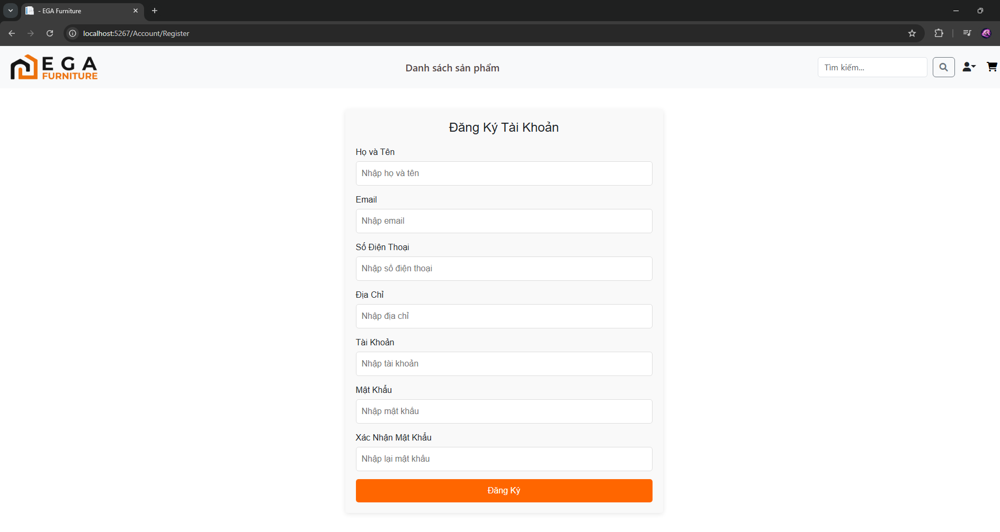 - EGA Furniture
localhost:5267/Account/Register
EGA
FURNITURE
Danh sách sản phẩm
Tìm kiếm...
Đăng Ký Tài Khoản
Họ và Tên
Nhập họ và tên
Email
Nhập email
Số Điện Thoại
Nhập số điện thoại
Địa Chỉ
Nhập địa chỉ
Tài Khoản
Nhập tài khoản
Mật Khẩu
Nhập mật khẩu
Xác Nhận Mật Khẩu
Nhập lại mật khẩu
Đăng Ký